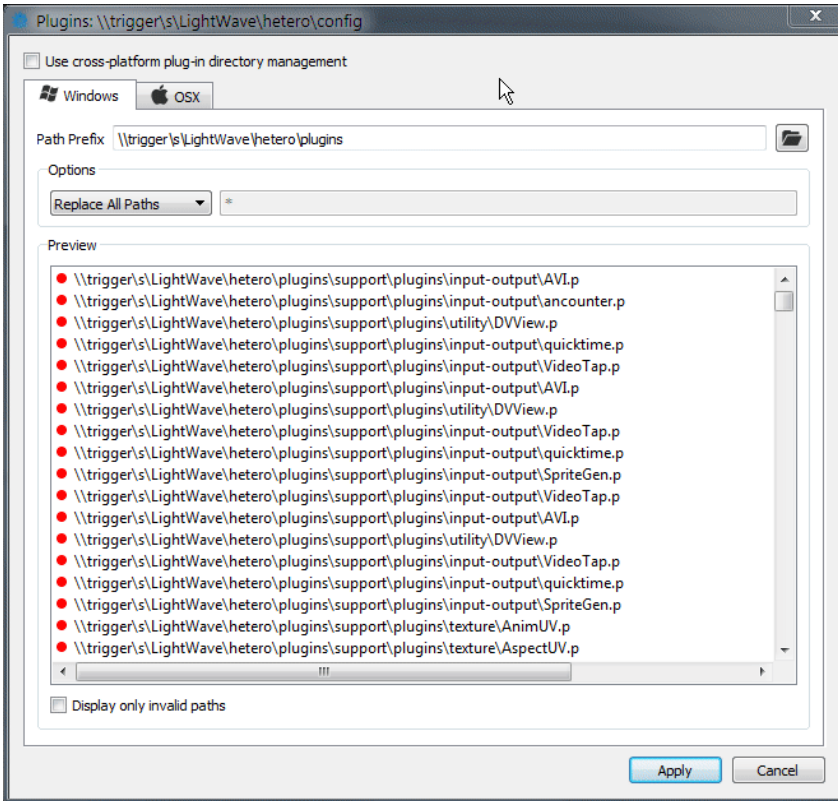 Plugins: \\trigger\s\LightWave\hetero\config
x
Use cross-platform plug-in directory management
Windows
OSX
Path Prefix \\trigger\s\LightWave\hetero\plugins
Options
Replace All Paths *
Preview
\\trigger\s\LightWave\hetero\plugins\support\plugins\input-output\AVI.p
\\trigger\s\LightWave\hetero\plugins\support\plugins\input-output\ancounter.p
\\trigger\s\LightWave\hetero\plugins\support\plugins\utility\DVView.p
\\trigger\s\LightWave\hetero\plugins\support\plugins\input-output\quicktime.p
\\trigger\s\LightWave\hetero\plugins\support\plugins\input-output\VideoTap.p
\\trigger\s\LightWave\hetero\plugins\support\plugins\input-output\AVI.p
\\trigger\s\LightWave\hetero\plugins\support\plugins\utility\DVView.p
\\trigger\s\LightWave\hetero\plugins\support\plugins\input-output\VideoTap.p
\\trigger\s\LightWave\hetero\plugins\support\plugins\input-output\quicktime.p
\\trigger\s\LightWave\hetero\plugins\support\plugins\input-output\SpriteGen.p
\\trigger\s\LightWave\hetero\plugins\support\plugins\input-output\VideoTap.p
\\trigger\s\LightWave\hetero\plugins\support\plugins\input-output\AVI.p
\\trigger\s\LightWave\hetero\plugins\support\plugins\utility\DVView.p
\\trigger\s\LightWave\hetero\plugins\support\plugins\input-output\VideoTap.p
\\trigger\s\LightWave\hetero\plugins\support\plugins\input-output\quicktime.p
\\trigger\s\LightWave\hetero\plugins\support\plugins\input-output\SpriteGen.p
\\trigger\s\LightWave\hetero\plugins\support\plugins\texture\AnimUV.p
\\trigger\s\LightWave\hetero\plugins\support\plugins\texture\AspectUV.p
Display only invalid paths
Apply Cancel